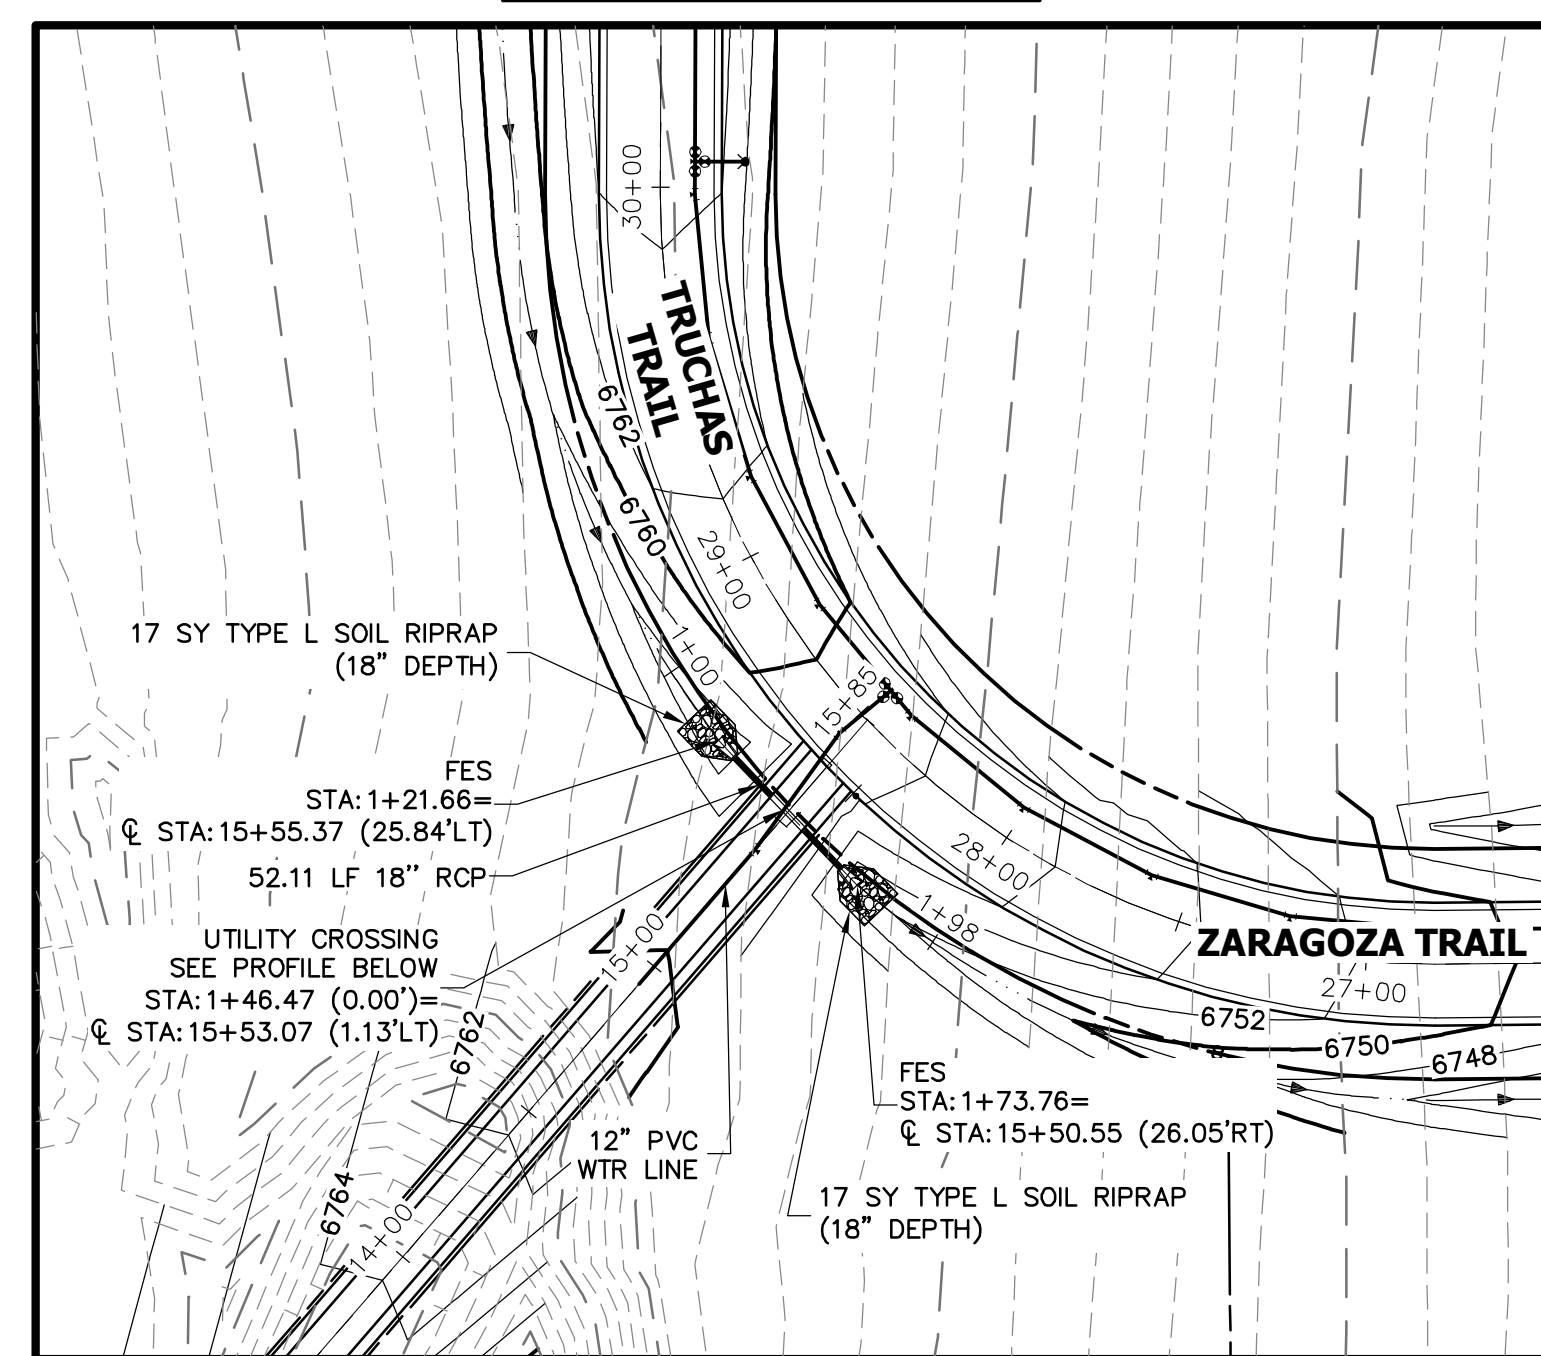 30+00
TRUCHAS
TRAIL
6762
6760
29+00
17 SY TYPE L SOIL RIPRAP
(18" DEPTH)
1+00
15+85
FES
STA:1+21.66=
℄ STA:15+55.37 (25.84'LT)
52.11 LF 18" RCP
28+00
1+98
UTILITY CROSSING
SEE PROFILE BELOW
STA:1+46.47 (0.00')=
℄ STA:15+53.07 (1.13'LT)
15+00
ZARAGOZA TRAIL
27+00
6762
6752
6750
6748
FES
STA:1+73.76=
℄ STA:15+50.55 (26.05'RT)
12" PVC
WTR LINE
17 SY TYPE L SOIL RIPRAP
(18" DEPTH)
6764
14+00